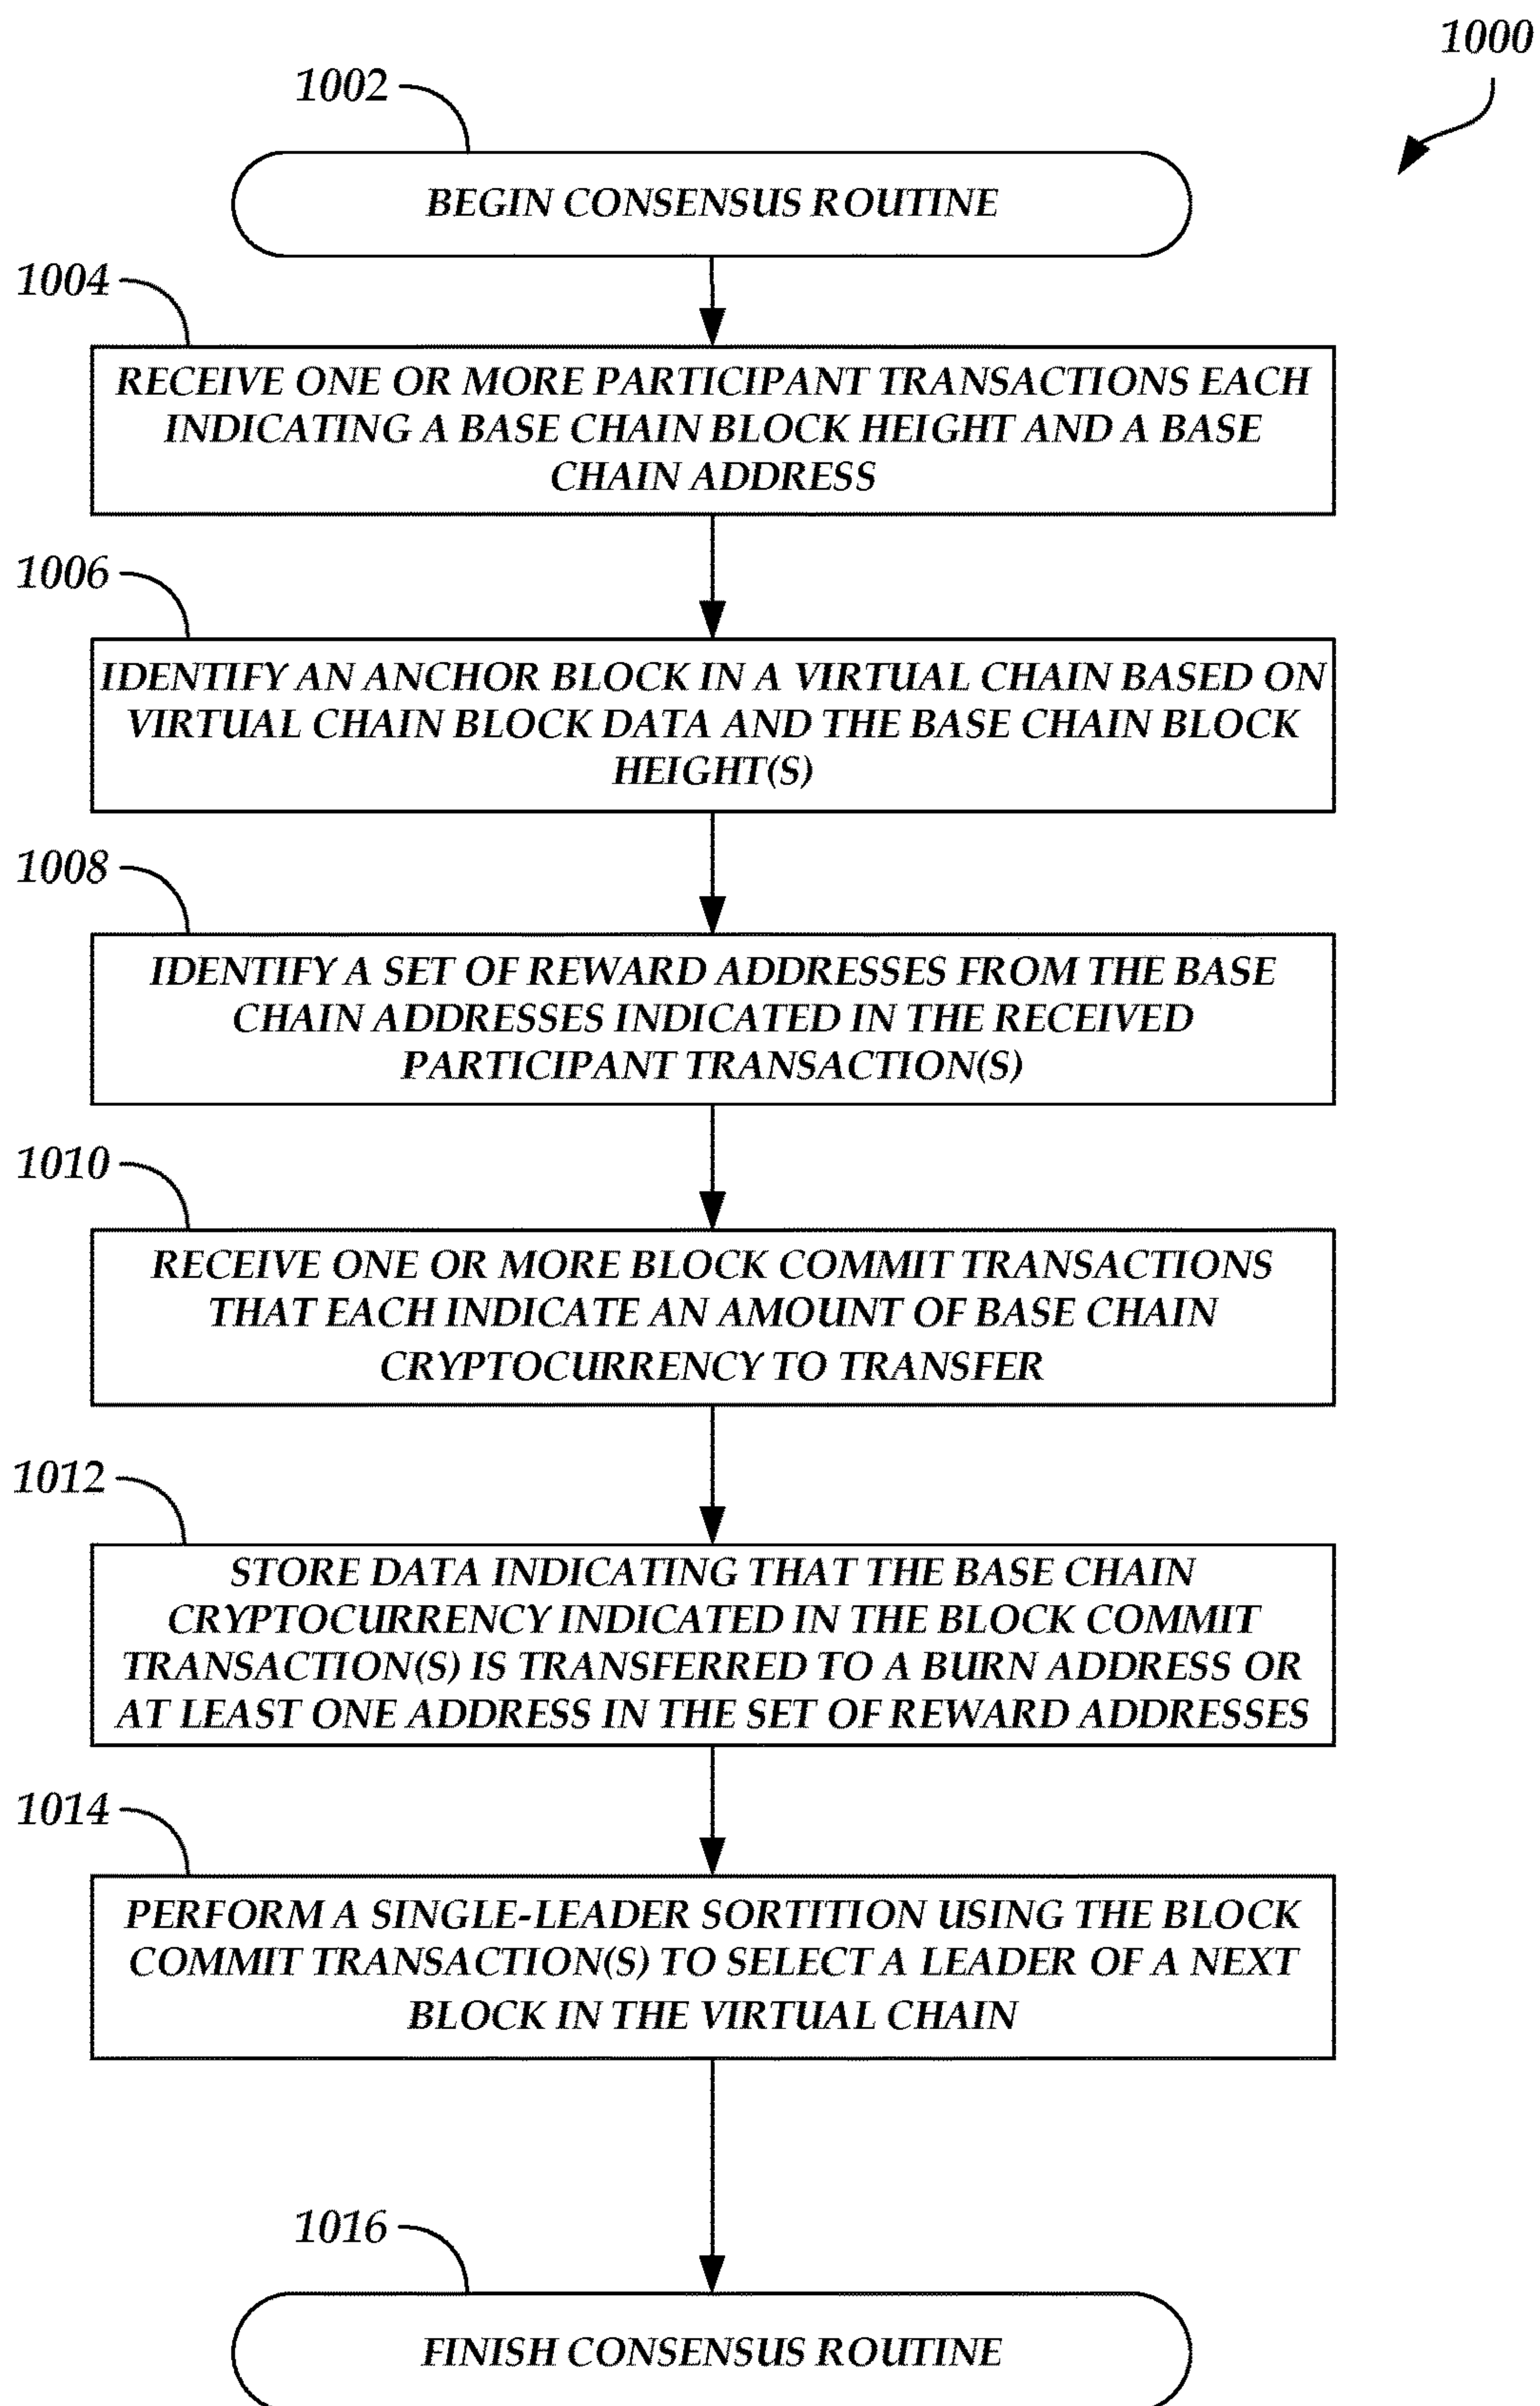 1000
1002
BEGIN CONSENSUS ROUTINE
1004
RECEIVE ONE OR MORE PARTICIPANT TRANSACTIONS EACH
INDICATING A BASE CHAIN BLOCK HEIGHT AND A BASE
CHAIN ADDRESS
1006
IDENTIFY AN ANCHOR BLOCK IN A VIRTUAL CHAIN BASED ON
VIRTUAL CHAIN BLOCK DATA AND THE BASE CHAIN BLOCK
HEIGHT(S)
1008
IDENTIFY A SET OF REWARD ADDRESSES FROM THE BASE
CHAIN ADDRESSES INDICATED IN THE RECEIVED
PARTICIPANT TRANSACTION(S)
1010
RECEIVE ONE OR MORE BLOCK COMMIT TRANSACTIONS
THAT EACH INDICATE AN AMOUNT OF BASE CHAIN
CRYPTOCURRENCY TO TRANSFER
1012
STORE DATA INDICATING THAT THE BASE CHAIN
CRYPTOCURRENCY INDICATED IN THE BLOCK COMMIT
TRANSACTION(S) IS TRANSFERRED TO A BURN ADDRESS OR
AT LEAST ONE ADDRESS IN THE SET OF REWARD ADDRESSES
1014
PERFORM A SINGLE-LEADER SORTITION USING THE BLOCK
COMMIT TRANSACTION(S) TO SELECT A LEADER OF A NEXT
BLOCK IN THE VIRTUAL CHAIN
1016
FINISH CONSENSUS ROUTINE